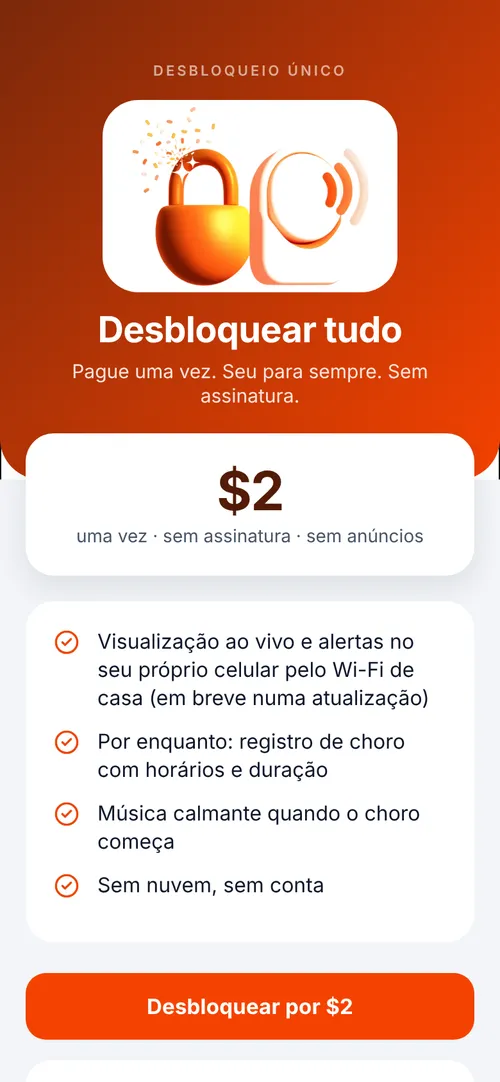 DESBLOQUEIO ÚNICO
Desbloquear tudo
Pague uma vez. Seu para sempre. Sem
assinatura.
$2
uma vez · sem assinatura · sem anúncios
Visualização ao vivo e alertas no
seu próprio celular pelo Wi-Fi de
casa (em breve numa atualização)
Por enquanto: registro de choro
com horários e duração
Música calmante quando o choro
começa
Sem nuvem, sem conta
Desbloquear por $2